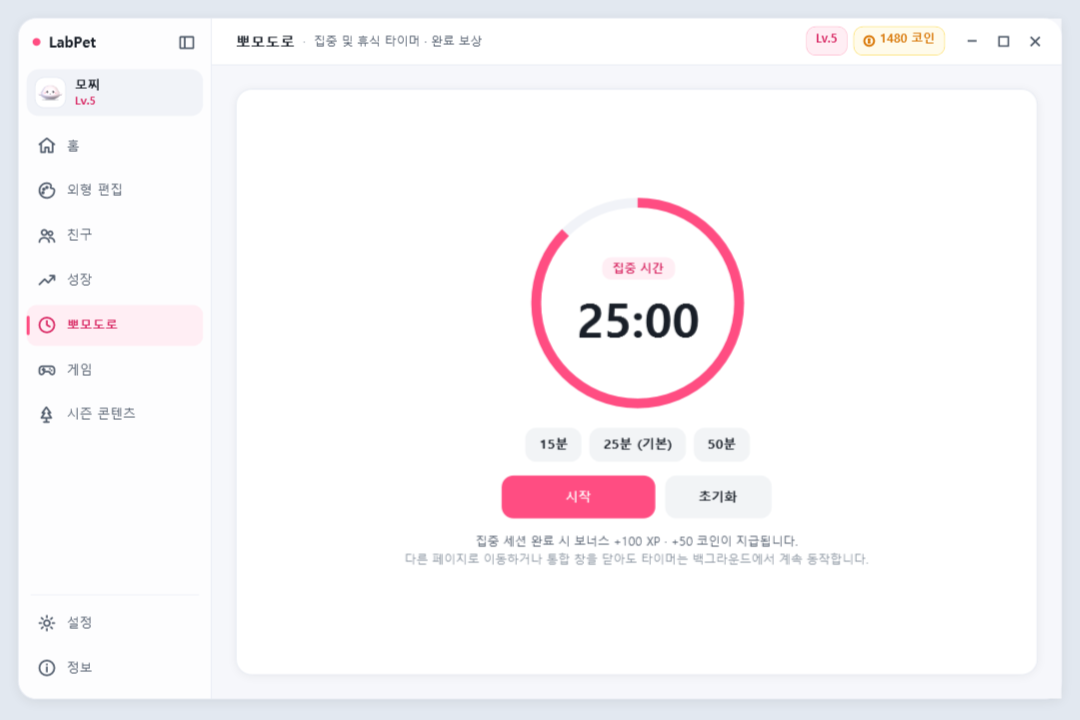 LabPet
모찌
Lv.5
홈
외형 편집
친구
성장
뽀모도로
게임
시즌 콘텐츠
설정
정보
뽀모도로 · 집중 및 휴식 타이머 · 완료 보상
Lv.5
1480 코인
집중 시간
25:00
15분
25분 (기본)
50분
시작
초기화
집중 세션 완료 시 보너스 +100 XP · +50 코인이 지급됩니다.
다른 페이지로 이동하거나 통합 창을 닫아도 타이머는 백그라운드에서 계속 동작합니다.